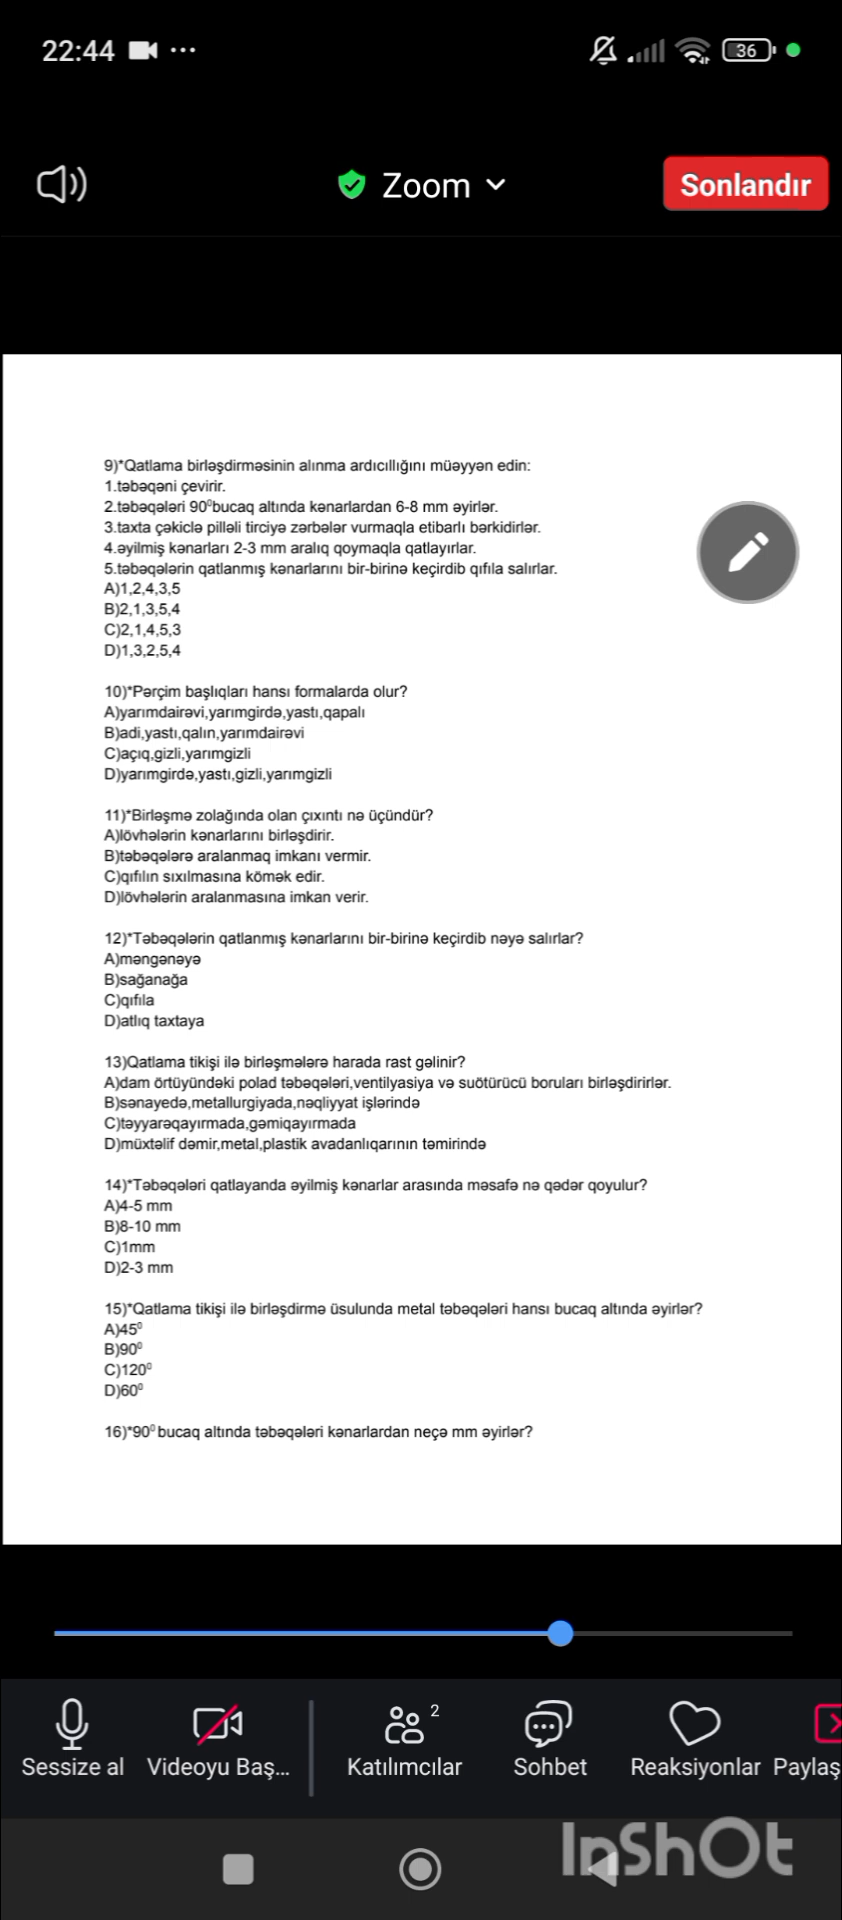 22:44
36
Zoom
Sonlandır
9)*Qatlama birləşdirməsinin alınma ardıcıllığını müəyyən edin:
1.təbəqəni çevirir.
2.təbəqələri 90⁰bucaq altında kənarlardan 6-8 mm əyirlər.
3.taxta çəkiclə pilləli tirciyə zərbələr vurmaqla etibarlı bərkidirlər.
4.əyilmiş kənarları 2-3 mm aralıq qoymaqla qatlayırlar.
5.təbəqələrin qatlanmış kənarlarını bir-birinə keçirdib qıfıla salırlar.
A)1,2,4,3,5
B)2,1,3,5,4
C)2,1,4,5,3
D)1,3,2,5,4
10)*Pərçim başlıqları hansı formalarda olur?
A)yarımdairəvi,yarımgirdə,yastı,qapalı
B)adi,yastı,qalın,yarımdairəvi
C)açıq,gizli,yarımgizli
D)yarımgirdə,yastı,gizli,yarımgizli
11)*Birləşmə zolağında olan çıxıntı nə üçündür?
A)lövhələrin kənarlarını birləşdirir.
B)təbəqələrə aralanmaq imkanı vermir.
C)qıfılın sıxılmasına kömək edir.
D)lövhələrin aralanmasına imkan verir.
12)*Təbəqələrin qatlanmış kənarlarını bir-birinə keçirdib nəyə salırlar?
A)məngənəyə
B)sağanağa
C)qıfıla
D)atlıq taxtaya
13)Qatlama tikişi ilə birləşmələrə harada rast gəlinir?
A)dam örtüyündəki polad təbəqələri,ventilyasiya və suötürücü boruları birləşdirirlər.
B)sənayedə,metallurgiyada,nəqliyyat işlərində
C)təyyarəqayırmada,gəmiqayırmada
D)müxtəlif dəmir,metal,plastik avadanlıqarının təmirində
14)*Təbəqələri qatlayanda əyilmiş kənarlar arasında məsafə nə qədər qoyulur?
A)4-5 mm
B)8-10 mm
C)1mm
D)2-3 mm
15)*Qatlama tikişi ilə birləşdirmə üsulunda metal təbəqələri hansı bucaq altında əyirlər?
A)45⁰
B)90⁰
C)120⁰
D)60⁰
16)*90⁰ bucaq altında təbəqələri kənarlardan neçə mm əyirlər?
2
Sessize al Videoyu Baş... Katılımcılar Sohbet Reaksiyonlar Paylaş
InShOt